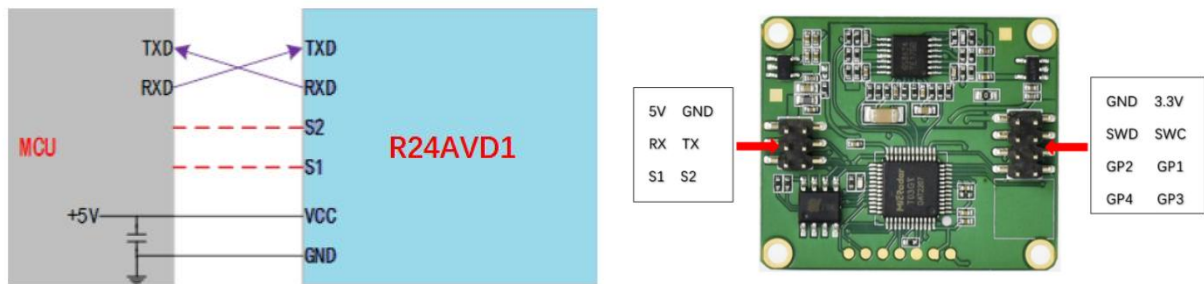 TXD TXD
RXD RXD
S2
MCU
R24AVD1
S1
+5V VCC
GND
5V GND
RX TX
S1 S2
GND 3.3V
SWD SWC
GP2 GP1
GP4 GP3